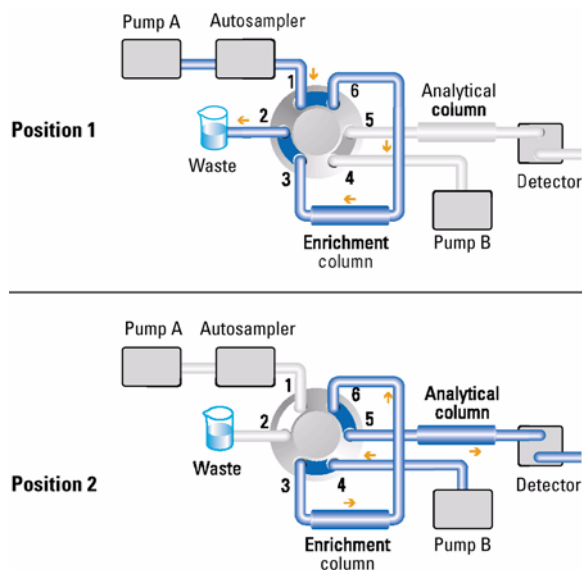 Pump A
Autosampler
1
6
Analytical
column
2
5
Position 1
Waste
3
4
Detector
Enrichment
column
Pump B
Pump A
Autosampler
1
6
Analytical
column
2
5
Waste
Position 2
3
4
Detector
Enrichment
column
Pump B